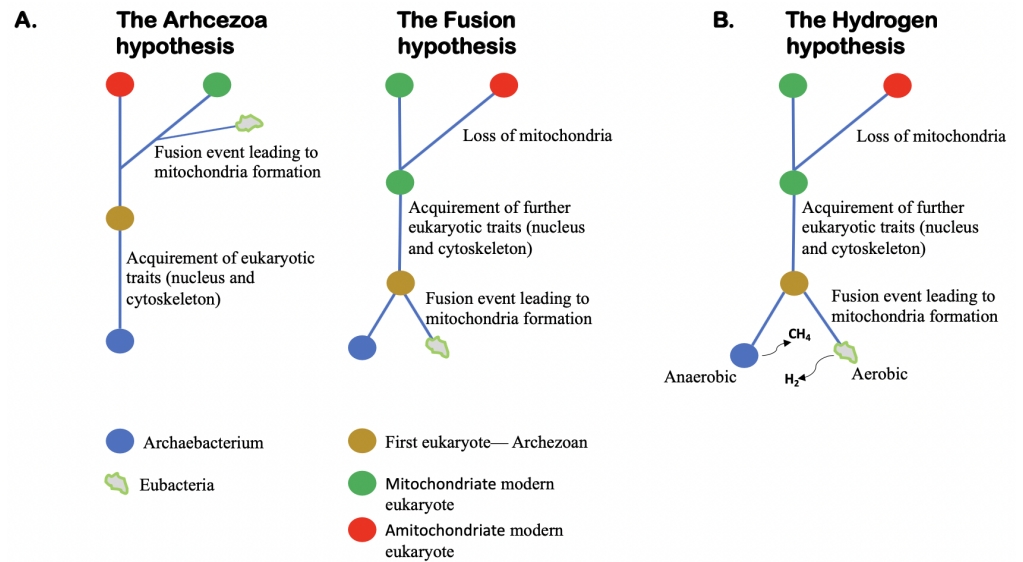 A.
The Arhcezoa
hypothesis
Fusion event leading to
mitochondria formation
Acquirement of eukaryotic
traits (nucleus and
cytoskeleton)
The Fusion
hypothesis
Loss of mitochondria
Acquirement of further
eukaryotic traits (nucleus
and cytoskeleton)
Fusion event leading to
mitochondria formation
B.
The Hydrogen
hypothesis
Loss of mitochondria
Acquirement of further
eukaryotic traits (nucleus
and cytoskeleton)
Fusion event leading to
mitochondria formation
CH₄
Anaerobic
H₂
Aerobic
Archaebacterium
Eubacteria
First eukaryote— Archezoan
Mitochondriate modern
eukaryote
Amitochondriate modern
eukaryote